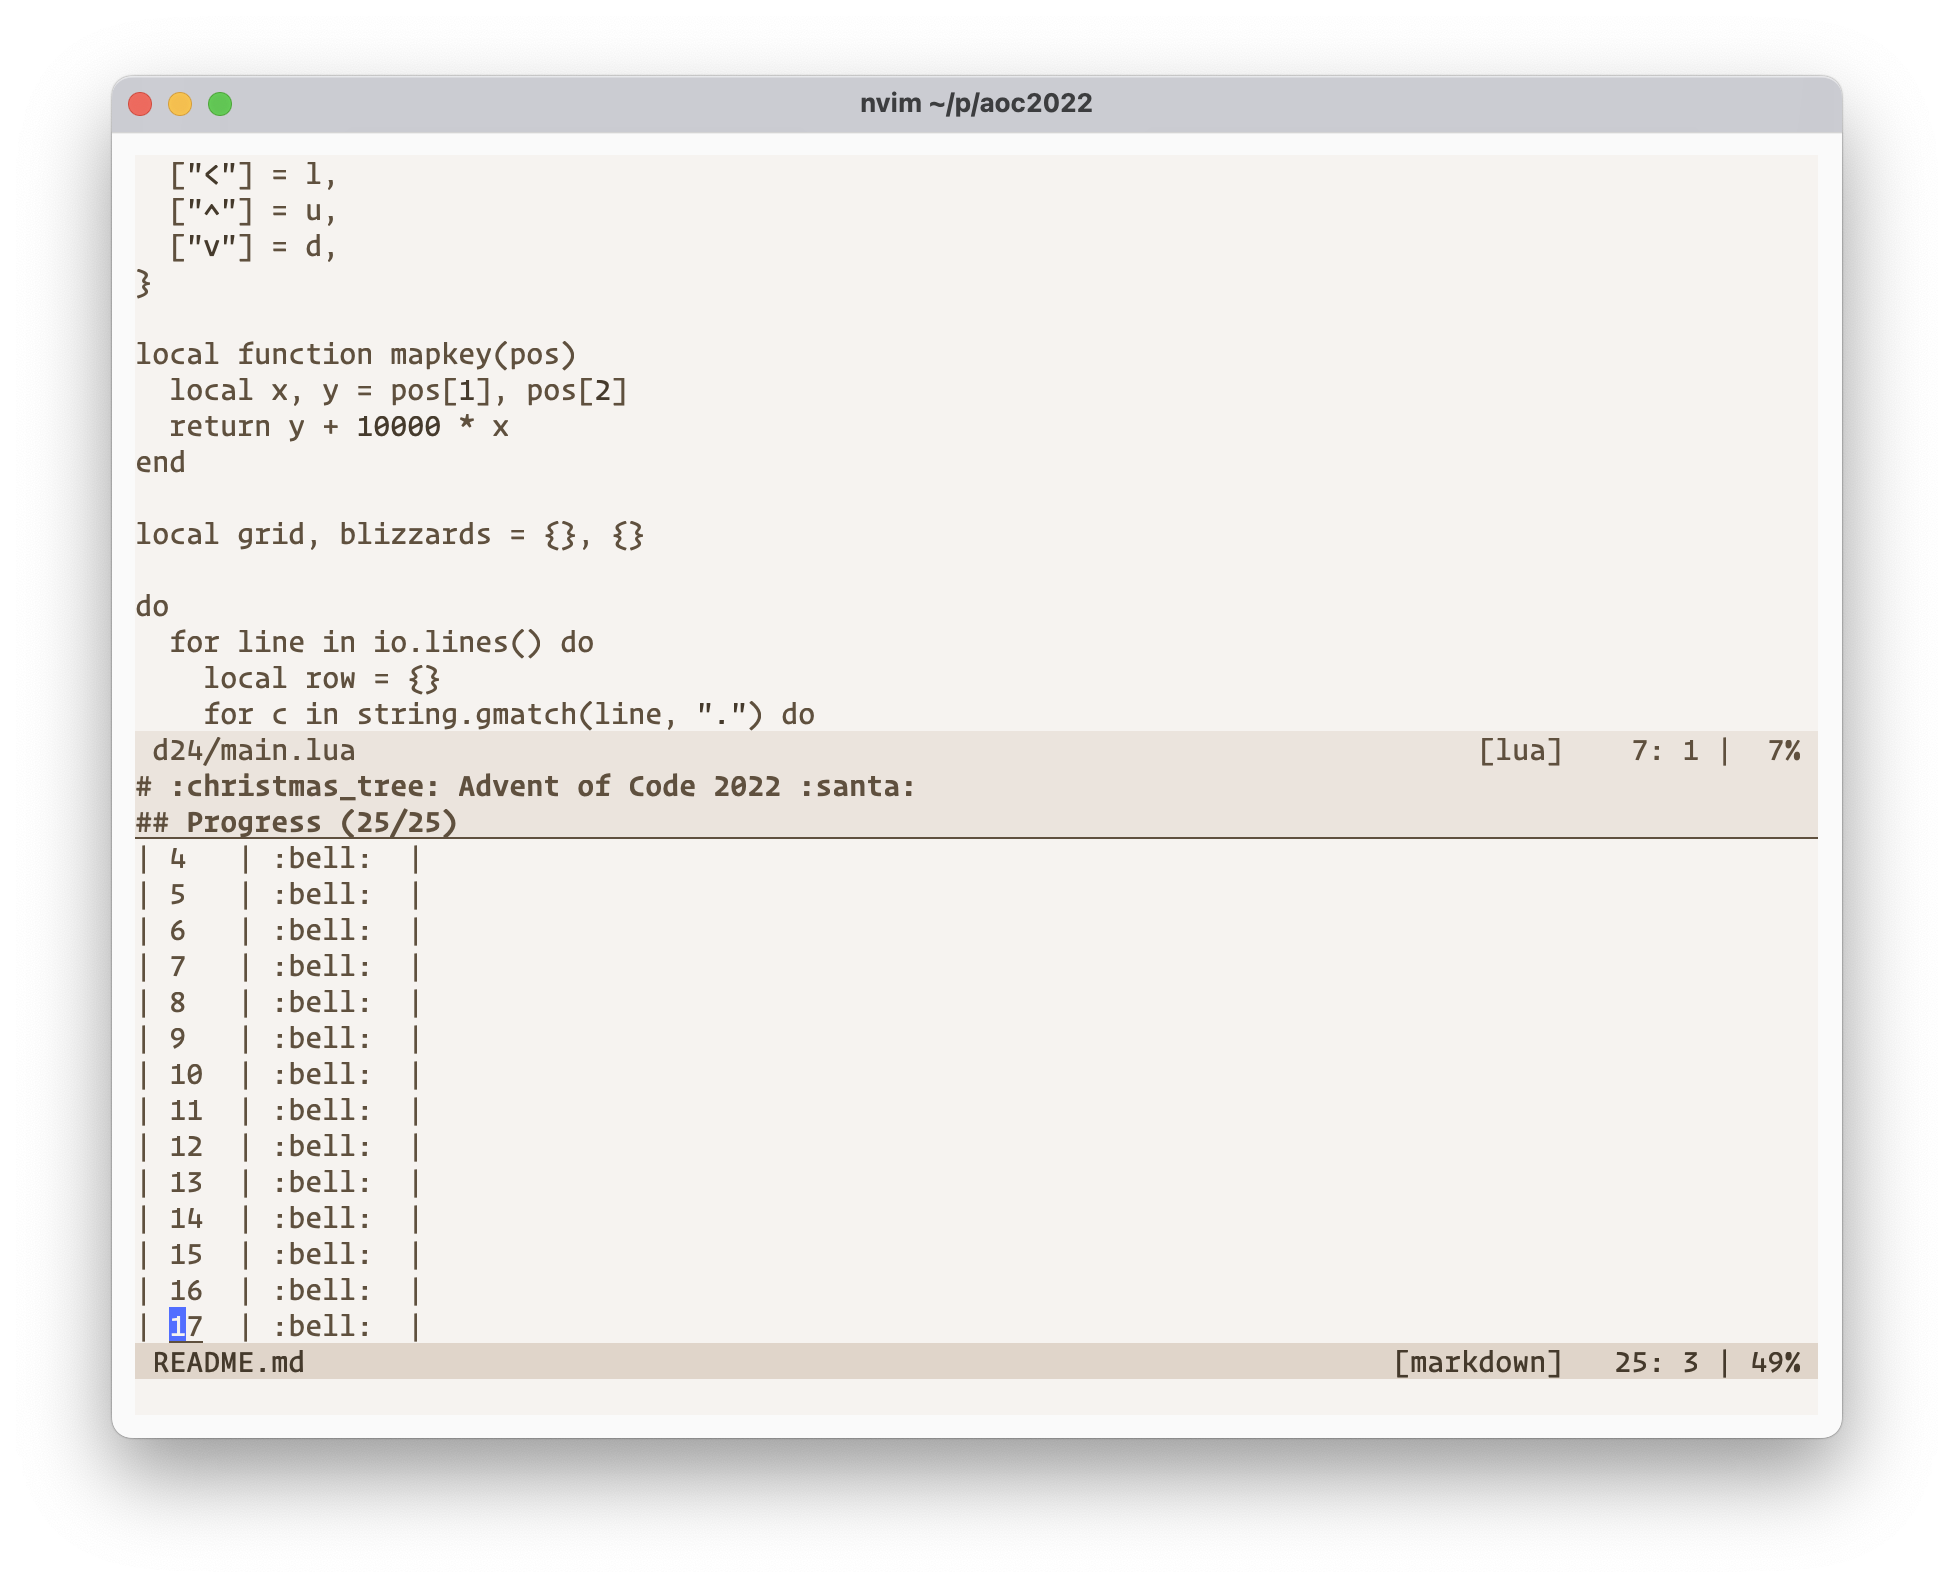 nvim ~/p/aoc2022
  ["<"] = l,
  ["^"] = u,
  ["v"] = d,
}
local function mapkey(pos)
  local x, y = pos[1], pos[2]
  return y + 10000 * x
end
local grid, blizzards = {}, {}
do
  for line in io.lines() do
    local row = {}
    for c in string.gmatch(line, ".") do
d24/main.lua [lua] 7: 1 | 7%
# :christmas_tree: Advent of Code 2022 :santa:
## Progress (25/25)
| 4   | :bell:  |
| 5   | :bell:  |
| 6   | :bell:  |
| 7   | :bell:  |
| 8   | :bell:  |
| 9   | :bell:  |
| 10  | :bell:  |
| 11  | :bell:  |
| 12  | :bell:  |
| 13  | :bell:  |
| 14  | :bell:  |
| 15  | :bell:  |
| 16  | :bell:  |
| 17  | :bell:  |
README.md [markdown] 25: 3 | 49%